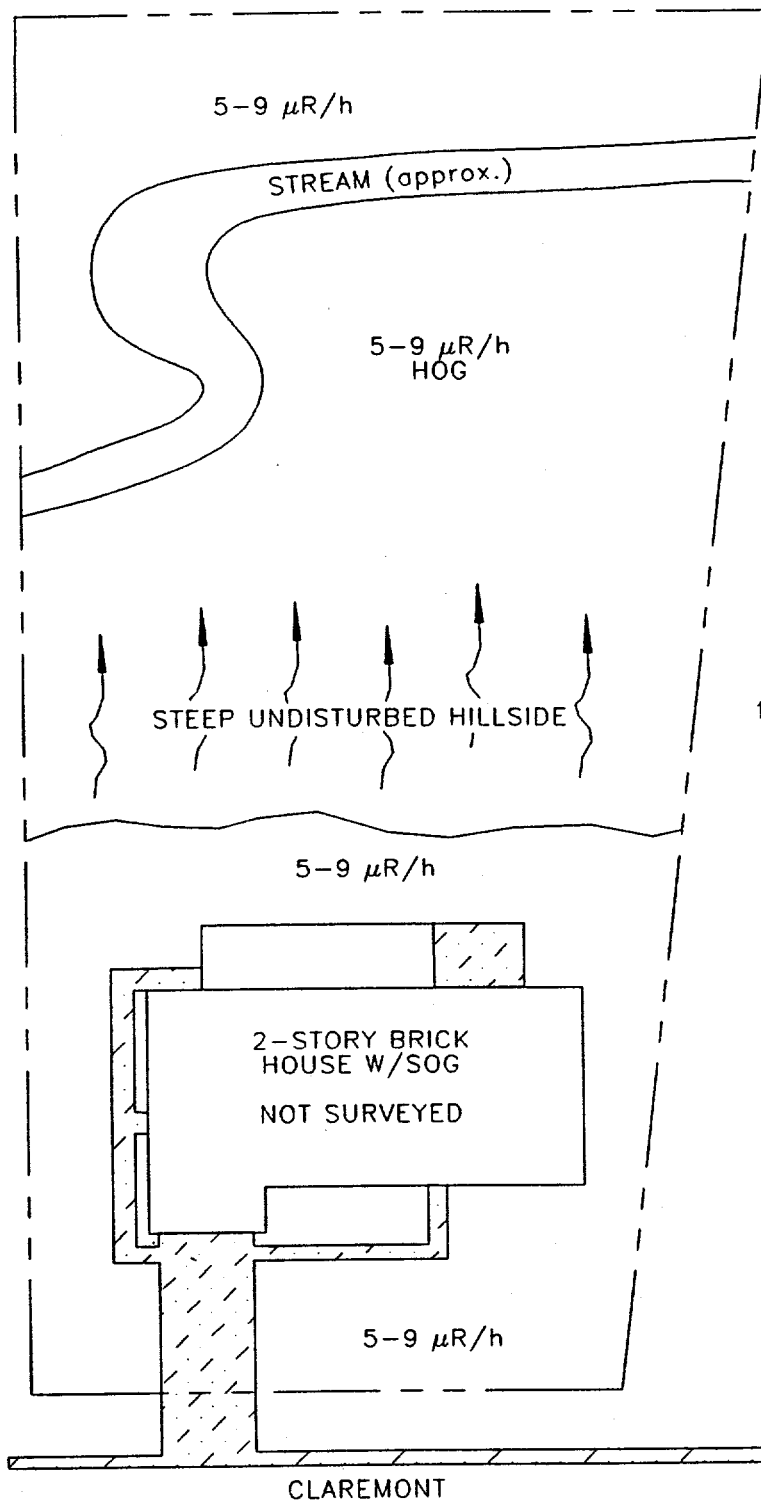 5-9 μR/h
STREAM (approx.)
5-9 μR/h
HOG
STEEP UNDISTURBED HILLSIDE
5-9 μR/h
2-STORY BRICK
HOUSE W/SOG
NOT SURVEYED
5-9 μR/h
CLAREMONT